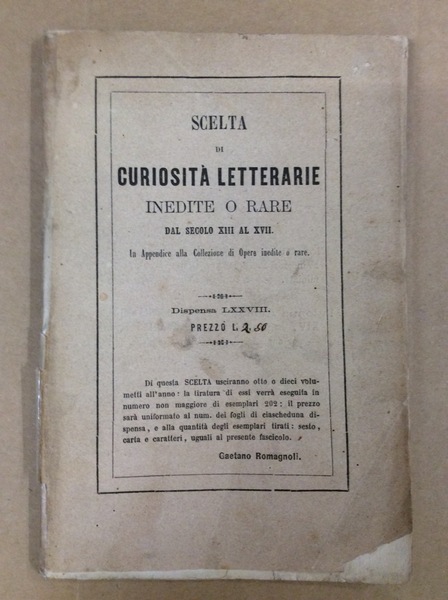 SCELTA
DI
CURIOSITÀ LETTERARIE
INEDITE O RARE
DAL SECOLO XIII AL XVII.
In Appendice alla Collezione di Opere inedite o rare.
Dispensa LXXVIII.
PREZZO L. 2. 50
Di questa SCELTA usciranno otto o dieci volu-
metti all'anno: la tiratura di essi verrà eseguita in
numero non maggiore di esemplari 202: il prezzo
sarà uniformato al num. dei fogli di ciascheduna di-
spensa, e alla quantità degli esemplari tirati: sesto,
carta e caratteri, uguali al presente fascicolo.
Gaetano Romagnoli.